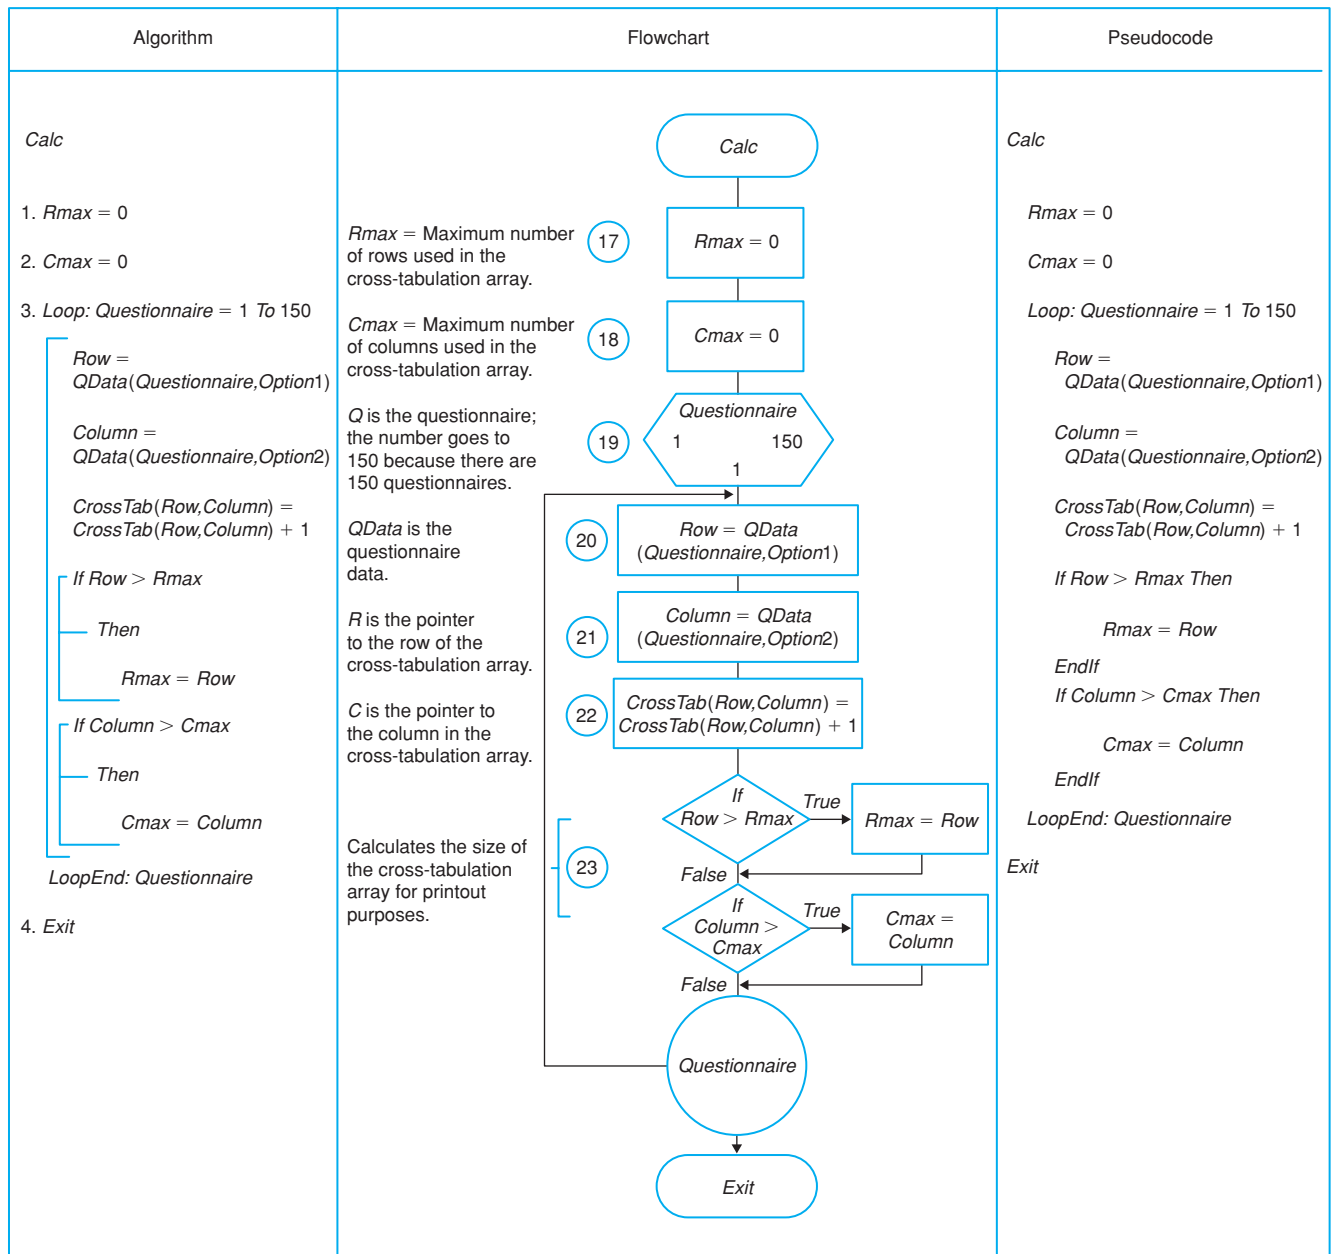 Algorithm
Flowchart
Pseudocode
Calc
1. Rmax = 0
2. Cmax = 0
3. Loop: Questionnaire = 1 To 150
Row =
QData(Questionnaire,Option1)
Column =
QData(Questionnaire,Option2)
CrossTab(Row,Column) =
CrossTab(Row,Column) + 1
If Row > Rmax
Then
Rmax = Row
If Column > Cmax
Then
Cmax = Column
LoopEnd: Questionnaire
4. Exit
Rmax = Maximum number
of rows used in the
cross-tabulation array.
Cmax = Maximum number
of columns used in the
cross-tabulation array.
Q is the questionnaire;
the number goes to
150 because there are
150 questionnaires.
QData is the
questionnaire
data.
R is the pointer
to the row of the
cross-tabulation array.
C is the pointer to
the column in the
cross-tabulation array.
Calculates the size of
the cross-tabulation
array for printout
purposes.
Calc
17
Rmax = 0
18
Cmax = 0
19
Questionnaire
1 150
1
20
Row = QData
(Questionnaire,Option1)
21
Column = QData
(Questionnaire,Option2)
22
CrossTab(Row,Column) =
CrossTab(Row,Column) + 1
23
If
Row > Rmax
True
Rmax = Row
False
If
Column >
Cmax
True
Cmax =
Column
False
Questionnaire
Exit
Calc
Rmax = 0
Cmax = 0
Loop: Questionnaire = 1 To 150
Row =
QData(Questionnaire,Option1)
Column =
QData(Questionnaire,Option2)
CrossTab(Row,Column) =
CrossTab(Row,Column) + 1
If Row > Rmax Then
Rmax = Row
EndIf
If Column > Cmax Then
Cmax = Column
EndIf
LoopEnd: Questionnaire
Exit